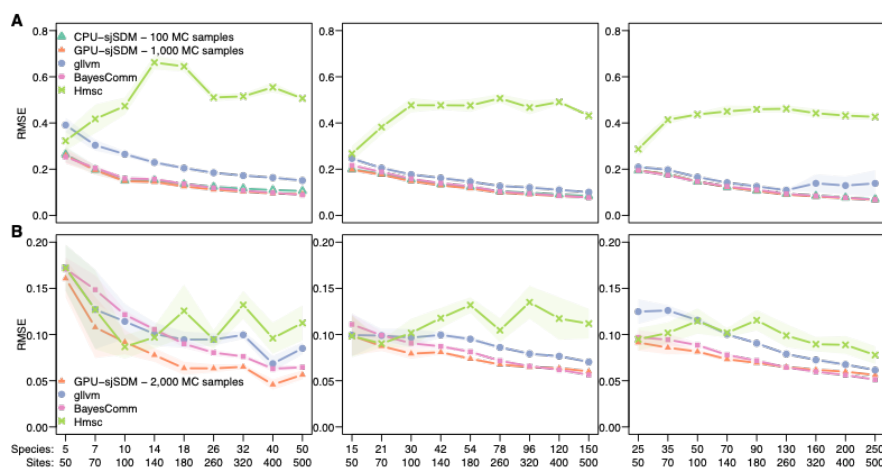 A
CPU-sjSDM – 100 MC samples
GPU-sjSDM – 1,000 MC samples
gllvm
BayesComm
Hmsc
RMSE
0.8
0.6
0.4
0.2
0.0
RMSE
0.8
0.6
0.4
0.2
0.0
RMSE
0.8
0.6
0.4
0.2
0.0
B
RMSE
0.20
0.15
0.10
0.05
0.00
GPU-sjSDM – 2,000 MC samples
gllvm
BayesComm
Hmsc
RMSE
0.20
0.15
0.10
0.05
0.00
RMSE
0.20
0.15
0.10
0.05
0.00
Species: 5 7 10 14 18 26 32 40 50 15 21 30 42 54 78 96 120 150 25 35 50 70 90 130 160 200 250
Sites: 50 70 100 140 180 260 320 400 500 50 70 100 140 180 260 320 400 500 50 70 100 140 180 260 320 400 500